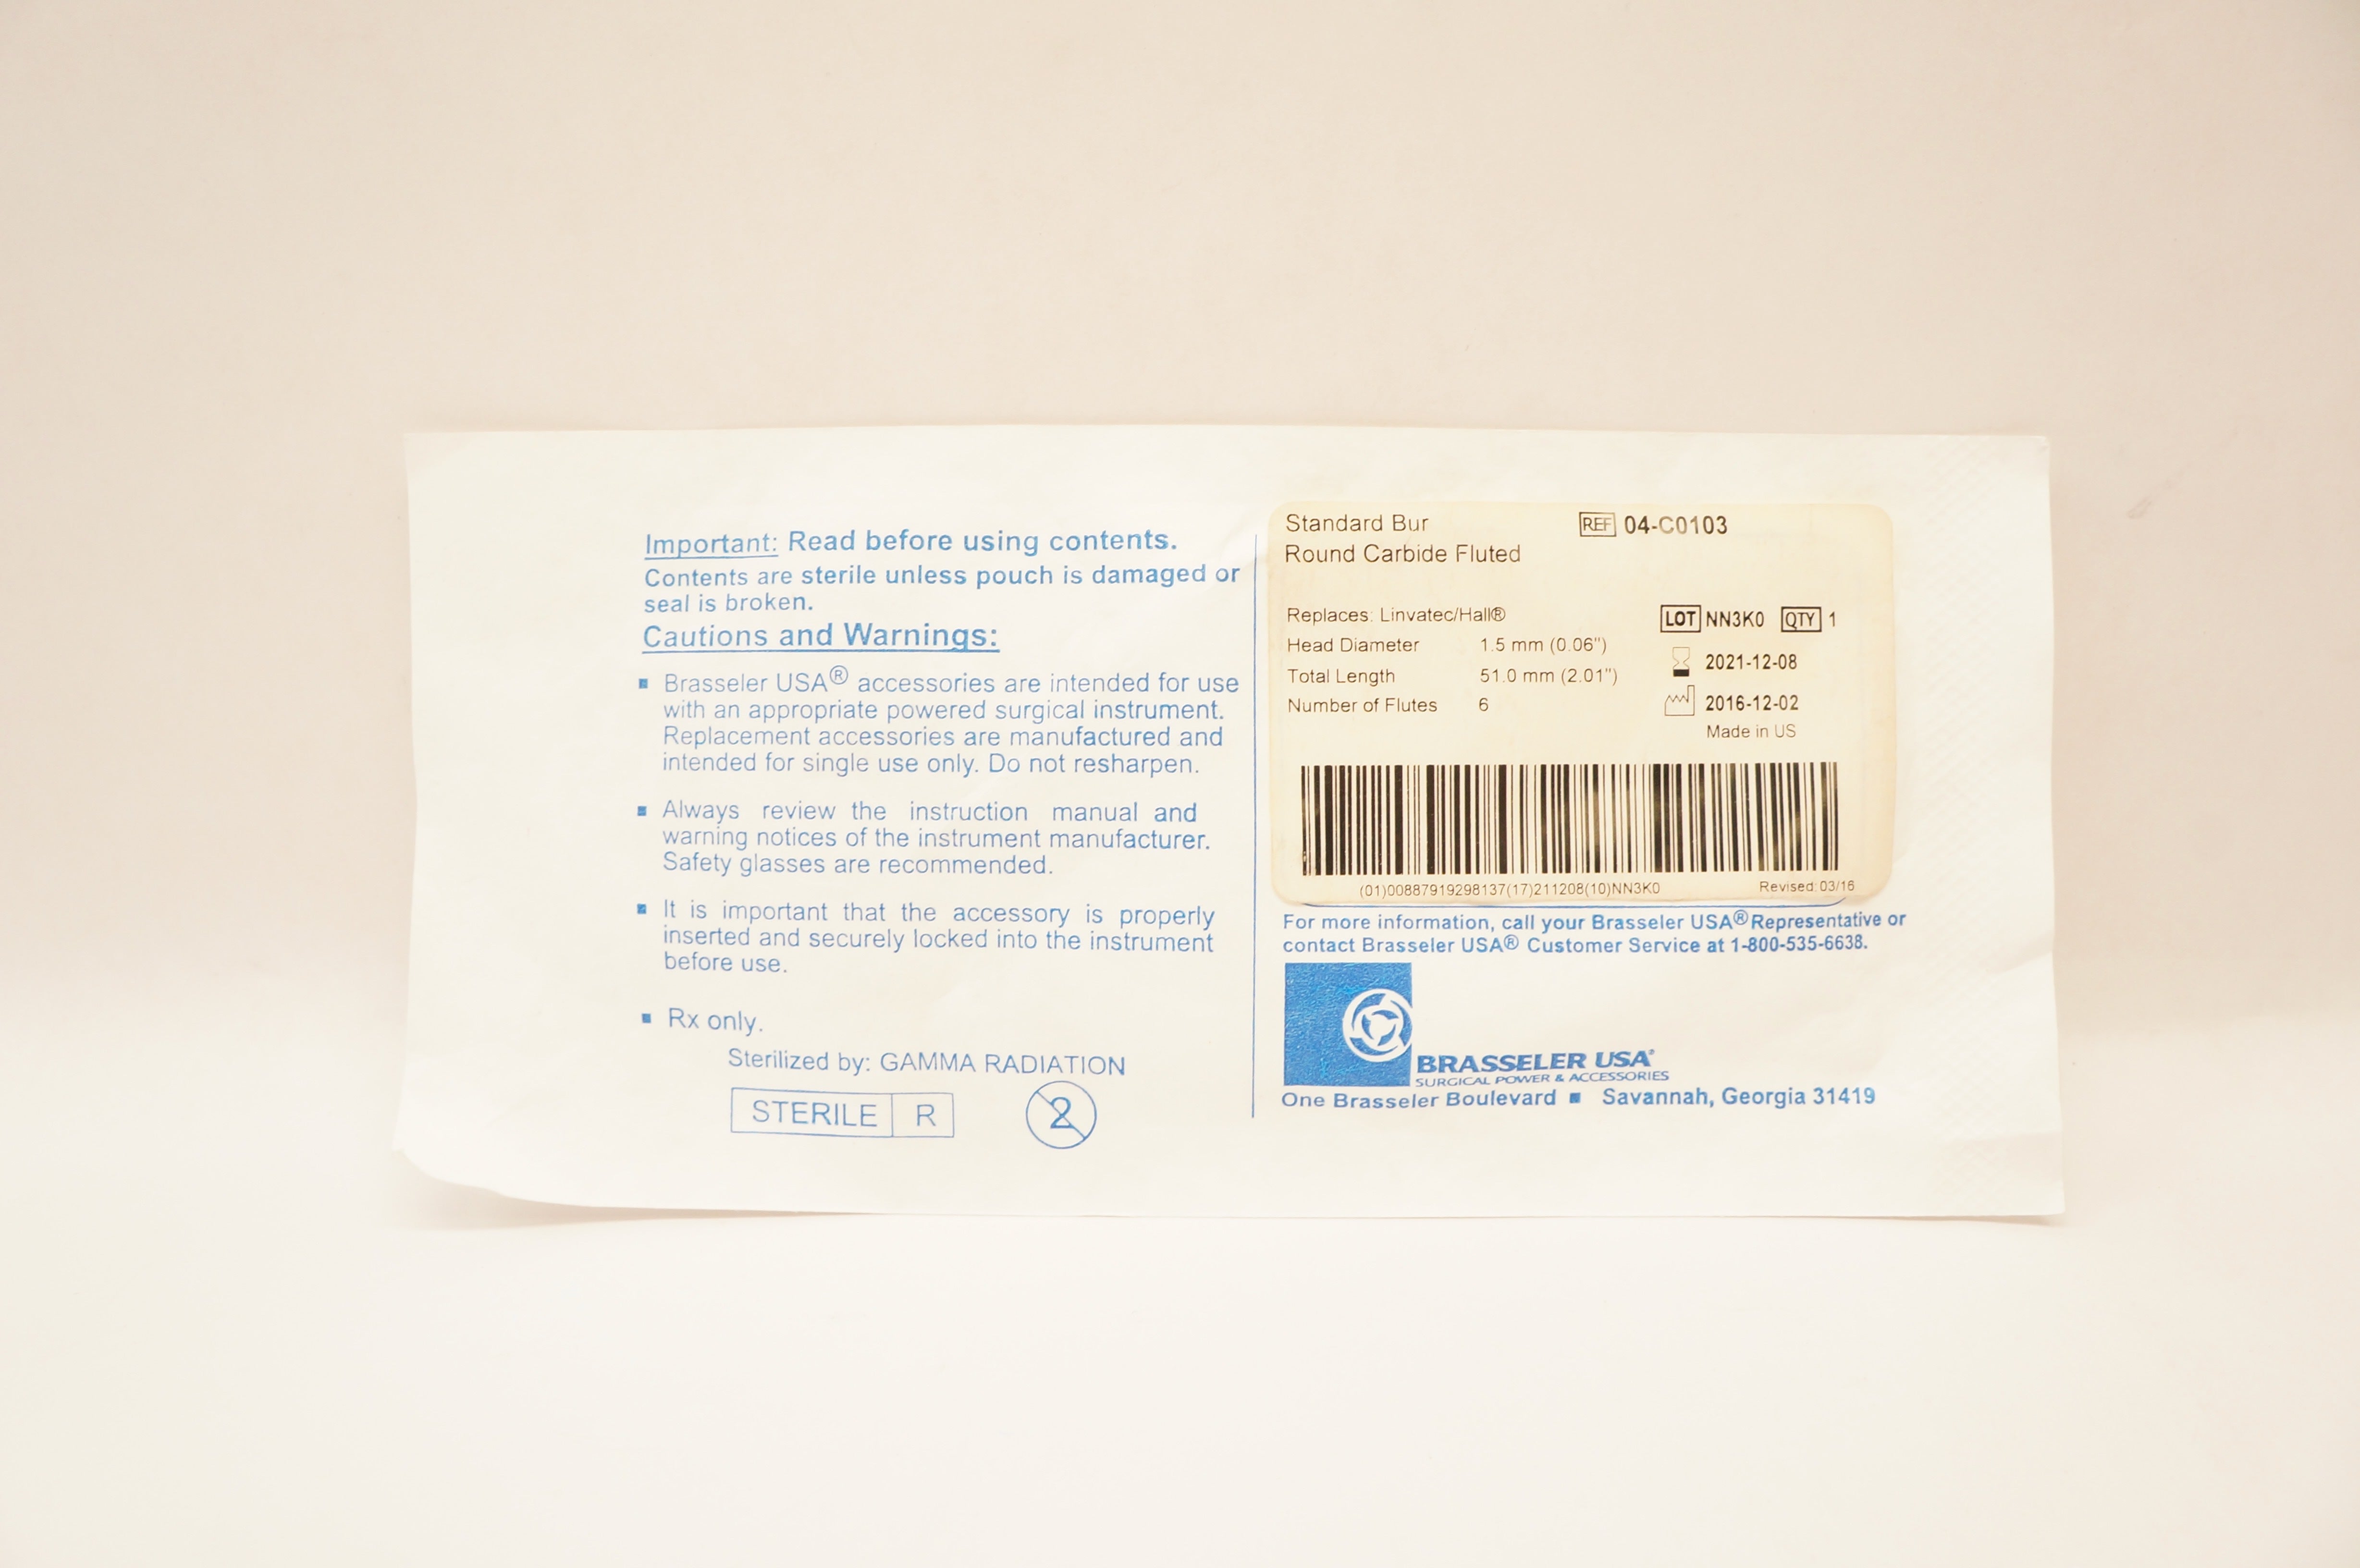 Important: Read before using contents.
Contents are sterile unless pouch is damaged or
seal is broken.
Cautions and Warnings:
▪ Brasseler USA® accessories are intended for use
with an appropriate powered surgical instrument.
Replacement accessories are manufactured and
intended for single use only. Do not resharpen.
▪ Always review the instruction manual and
warning notices of the instrument manufacturer.
Safety glasses are recommended.
▪ It is important that the accessory is properly
inserted and securely locked into the instrument
before use.
▪ Rx only.
Sterilized by: GAMMA RADIATION
STERILE R 2
Standard Bur REF 04-C0103
Round Carbide Fluted
Replaces: Linvatec/Hall® LOT NN3K0 QTY 1
Head Diameter 1.5 mm (0.06")
2021-12-08
Total Length 51.0 mm (2.01")
Number of Flutes 6 2016-12-02
Made in US
(01)00887919298137(17)211208(10)NN3K0 Revised: 03/16
For more information, call your Brasseler USA® Representative or
contact Brasseler USA® Customer Service at 1-800-535-6638.
BRASSELER USA®
SURGICAL POWER & ACCESSORIES
One Brasseler Boulevard ▪ Savannah, Georgia 31419